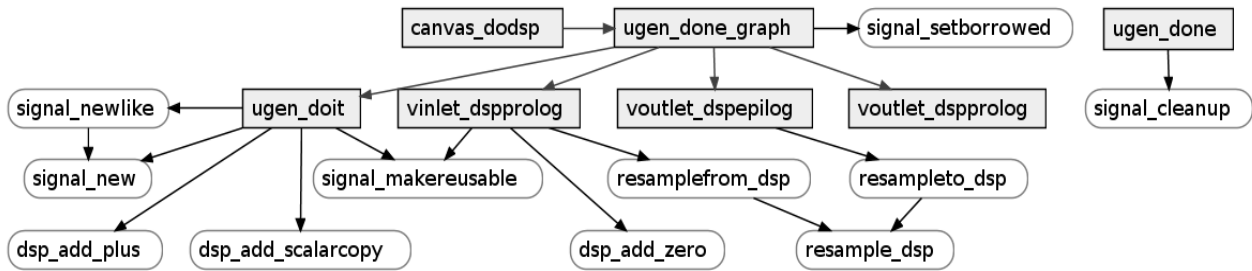 canvas_dodsp
ugen_done_graph
signal_setborrowed
ugen_done
signal_newlike
ugen_doit
vinlet_dspprolog
voutlet_dspepilog
voutlet_dspprolog
signal_cleanup
signal_new
signal_makereusable
resamplefrom_dsp
resampleto_dsp
dsp_add_plus
dsp_add_scalarcopy
dsp_add_zero
resample_dsp